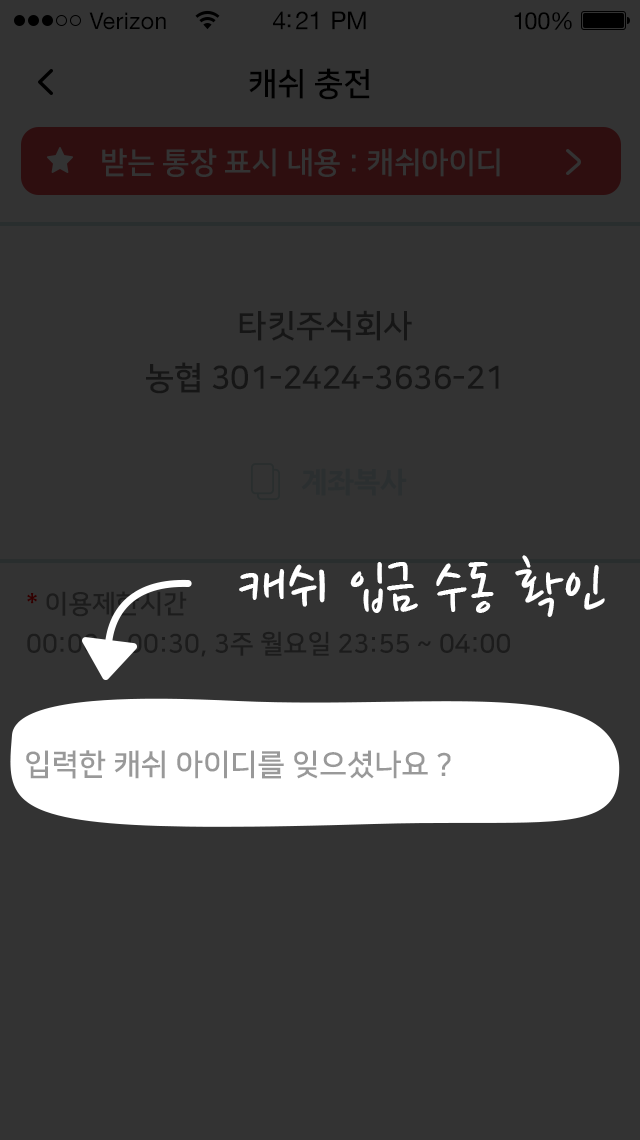 Verizon 4:21 PM 100%
캐쉬 충전
받는 통장 표시 내용 : 캐쉬아이디
타킷주식회사
농협 301-2424-3636-21
계좌복사
캐쉬 입금 수동 확인
* 이용제한시간
00:00 00:30, 3주 월요일 23:55 ~ 04:00
입력한 캐쉬 아이디를 잊으셨나요 ?